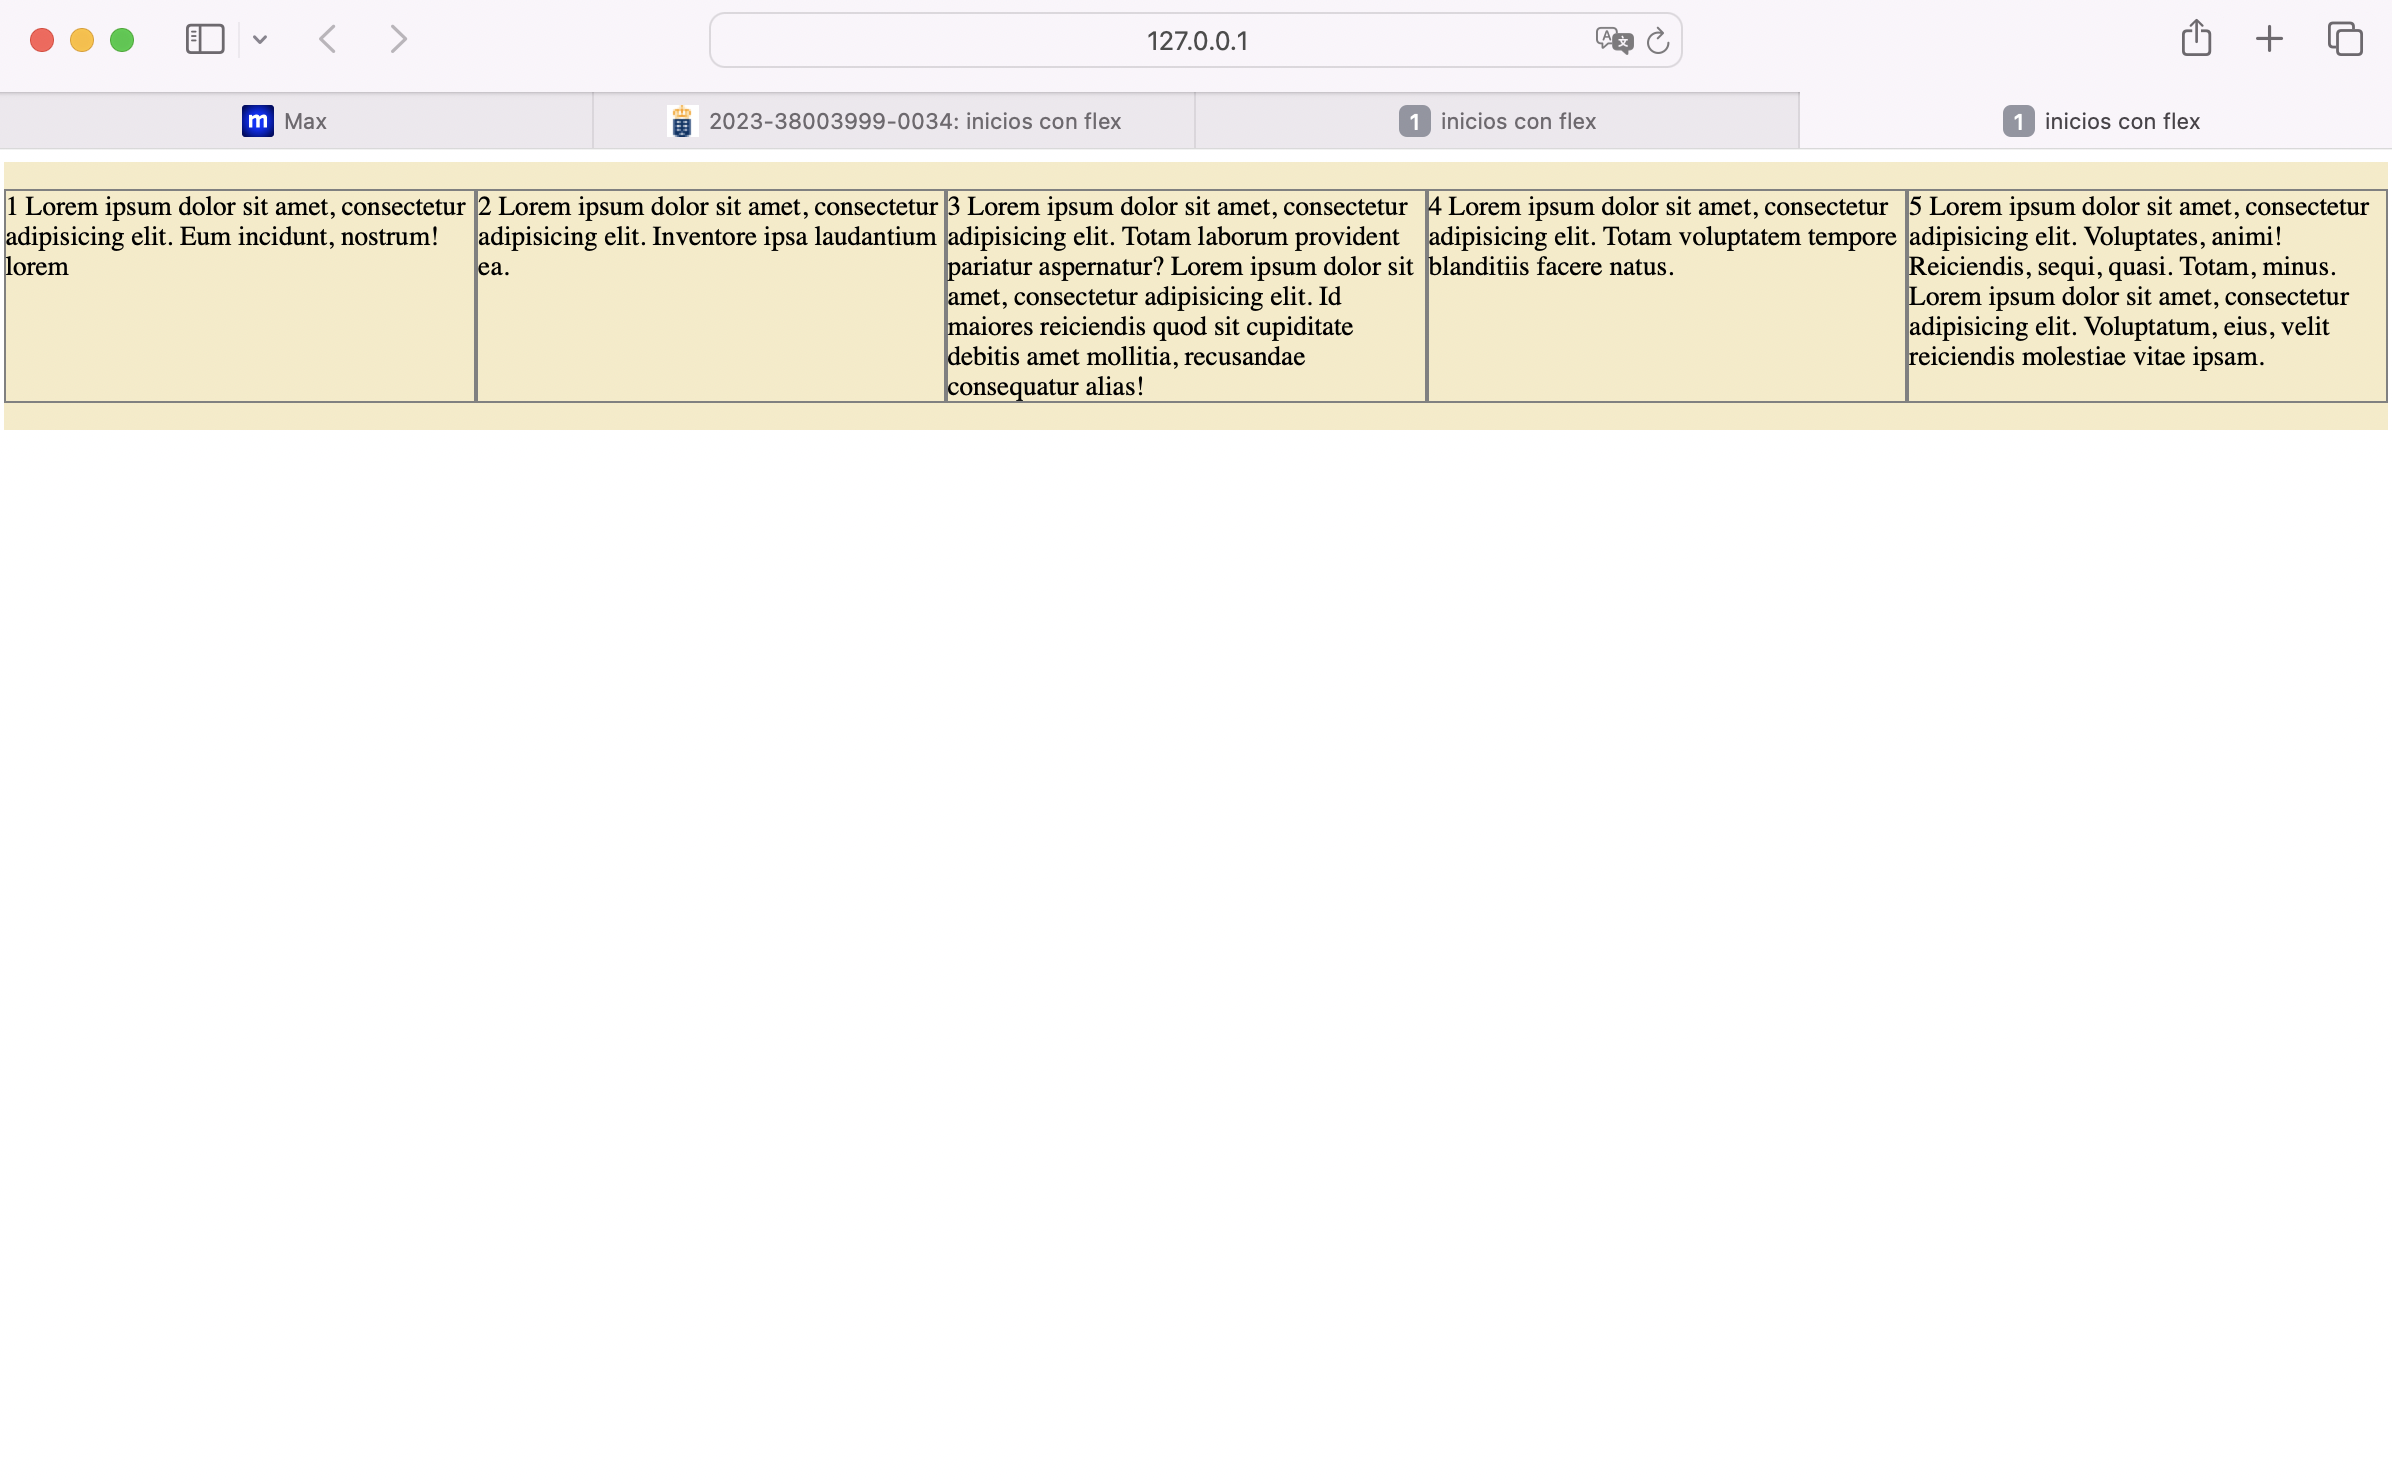 127.0.0.1
m Max
2023-38003999-0034: inicios con flex
1 inicios con flex
1 inicios con flex
1 Lorem ipsum dolor sit amet, consectetur
adipisicing elit. Eum incidunt, nostrum!
lorem
2 Lorem ipsum dolor sit amet, consectetur
adipisicing elit. Inventore ipsa laudantium
ea.
3 Lorem ipsum dolor sit amet, consectetur
adipisicing elit. Totam laborum provident
pariatur aspernatur? Lorem ipsum dolor sit
amet, consectetur adipisicing elit. Id
maiores reiciendis quod sit cupiditate
debitis amet mollitia, recusandae
consequatur alias!
4 Lorem ipsum dolor sit amet, consectetur
adipisicing elit. Totam voluptatem tempore
blanditiis facere natus.
5 Lorem ipsum dolor sit amet, consectetur
adipisicing elit. Voluptates, animi!
Reiciendis, sequi, quasi. Totam, minus.
Lorem ipsum dolor sit amet, consectetur
adipisicing elit. Voluptatum, eius, velit
reiciendis molestiae vitae ipsam.